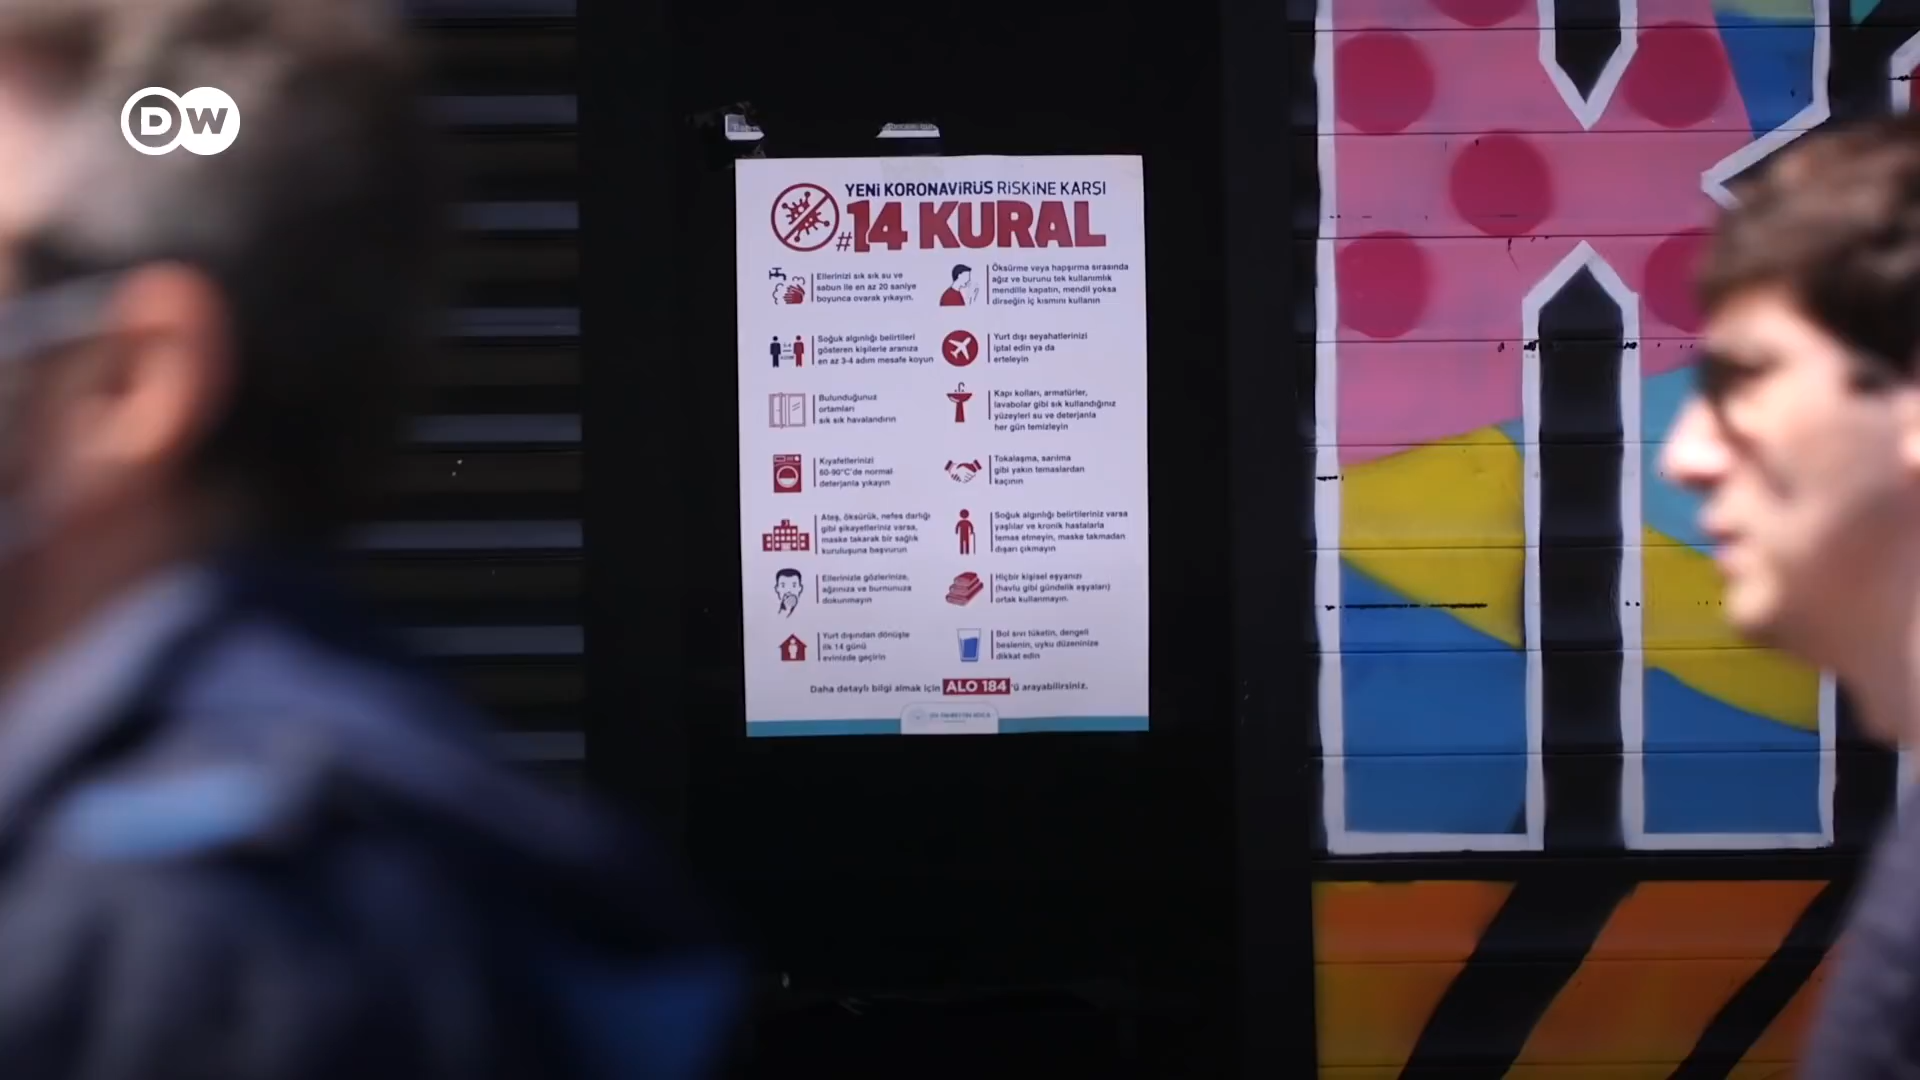 DW
YENİ KORONAVİRÜS RİSKİNE KARŞI
#14 KURAL
Ellerinizi sık sık su ve
sabun ile en az 20 saniye
boyunca ovarak yıkayın.
Öksürme veya hapşırma sırasında
ağız ve burunu tek kullanımlık
mendille kapatın, mendil yoksa
dirseğin iç kısmını kullanın
Soğuk algınlığı belirtileri
gösteren kişilerle aranıza
en az 3-4 adım mesafe koyun
Yurt dışı seyahatlerinizi
iptal edin ya da
erteleyin
Bulunduğunuz
ortamları
sık sık havalandırın
Kapı kolları, armatürler,
lavabolar gibi sık kullandığınız
yüzeyleri su ve deterjanla
her gün temizleyin
Kıyafetlerinizi
60-90°C'de normal
deterjanla yıkayın
Tokalaşma, sarılma
gibi yakın temaslardan
kaçının
Ateş, öksürük, nefes darlığı
gibi şikayetleriniz varsa,
maske takarak bir sağlık
kuruluşuna başvurun
Soğuk algınlığı belirtileriniz varsa
yaşlılar ve kronik hastalarla
temas etmeyin, maske takmadan
dışarı çıkmayın
Ellerinizle gözlerinize,
ağzınıza ve burnunuza
dokunmayın
Hiçbir kişisel eşyanızı
(havlu gibi gündelik eşyaları)
ortak kullanmayın.
Yurt dışından dönüşte
ilk 14 günü
evinizde geçirin
Bol sıvı tüketin, dengeli
beslenin, uyku düzeninize
dikkat edin
Daha detaylı bilgi almak için ALO 184 'ü arayabilirsiniz.